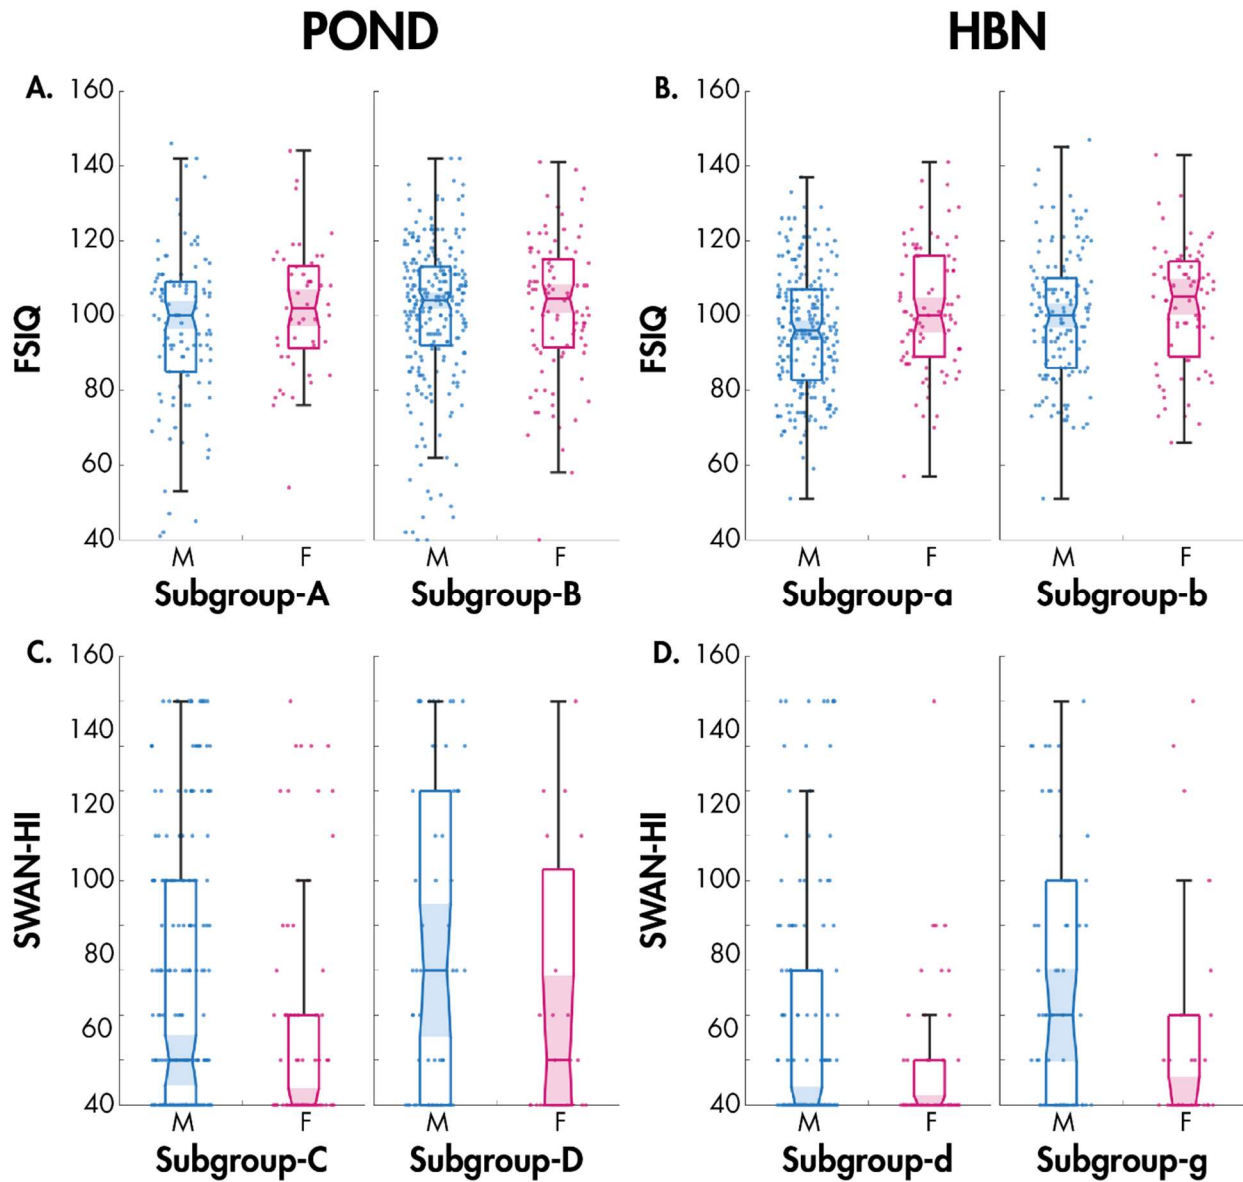 POND
HBN
A.
160
140
120
100
80
60
40
FSIQ
M
F
Subgroup-A
M
F
Subgroup-B
B.
160
140
120
100
80
60
40
FSIQ
M
F
Subgroup-a
M
F
Subgroup-b
C.
160
140
120
100
80
60
40
SWAN-HI
M
F
Subgroup-C
M
F
Subgroup-D
D.
160
140
120
100
80
60
40
SWAN-HI
M
F
Subgroup-d
M
F
Subgroup-g